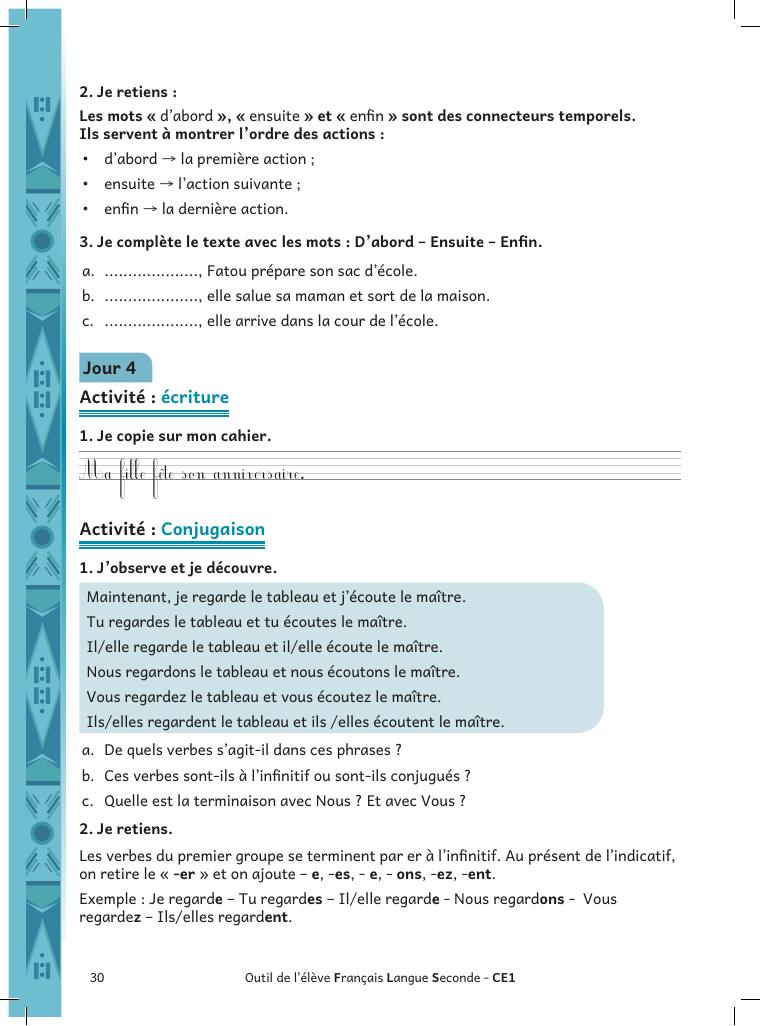 2. Je retiens :
Les mots « d’abord », « ensuite » et « enfin » sont des connecteurs temporels.
Ils servent à montrer l’ordre des actions :
• d’abord → la première action ;
• ensuite → l’action suivante ;
• enfin → la dernière action.
3. Je complète le texte avec les mots : D’abord – Ensuite – Enfin.
a. ...................., Fatou prépare son sac d’école.
b. ...................., elle salue sa maman et sort de la maison.
c. ...................., elle arrive dans la cour de l’école.
Jour 4
Activité : écriture
1. Je copie sur mon cahier.
Ma fille fête son anniversaire.
Activité : Conjugaison
1. J’observe et je découvre.
Maintenant, je regarde le tableau et j’écoute le maître.
Tu regardes le tableau et tu écoutes le maître.
Il/elle regarde le tableau et il/elle écoute le maître.
Nous regardons le tableau et nous écoutons le maître.
Vous regardez le tableau et vous écoutez le maître.
Ils/elles regardent le tableau et ils /elles écoutent le maître.
a. De quels verbes s’agit-il dans ces phrases ?
b. Ces verbes sont-ils à l’infinitif ou sont-ils conjugués ?
c. Quelle est la terminaison avec Nous ? Et avec Vous ?
2. Je retiens.
Les verbes du premier groupe se terminent par er à l’infinitif. Au présent de l’indicatif,
on retire le « -er » et on ajoute – e, -es, - e, - ons, -ez, -ent.
Exemple : Je regarde – Tu regardes – Il/elle regarde - Nous regardons - Vous
regardez – Ils/elles regardent.
30 Outil de l’élève Français Langue Seconde - CE1